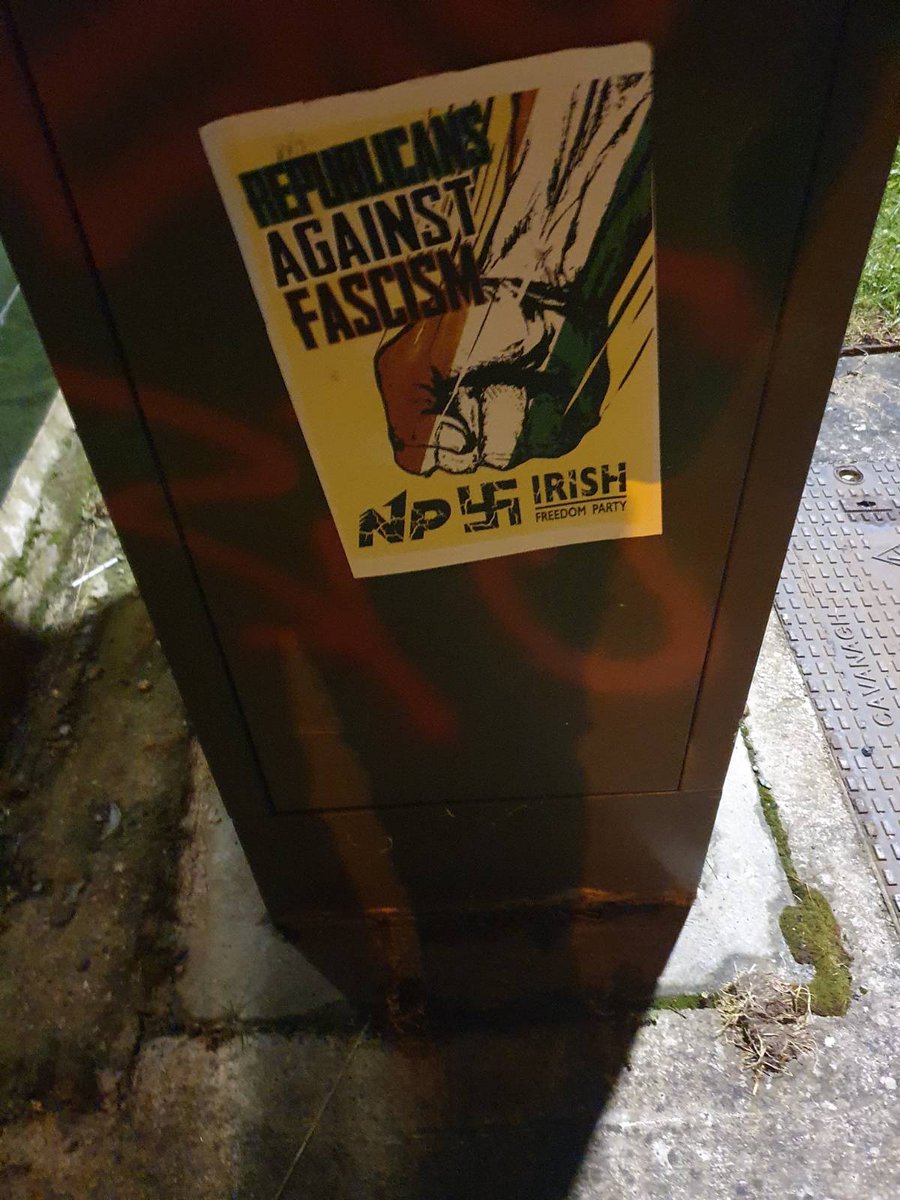 REPUBLICANS
AGAINST
FASCISM
NP IRISH
FREEDOM PARTY
CAVANAGH